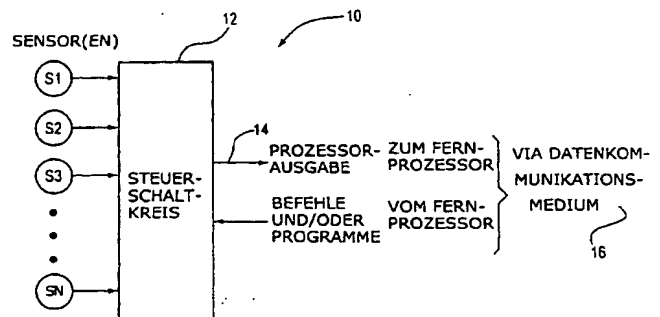 12
10
SENSOR(EN)
S1
S2
S3
SN
STEUER-
SCHALT-
KREIS
14
PROZESSOR-
AUSGABE
ZUM FERN-
PROZESSOR
BEFEHLE
UND/ODER
PROGRAMME
VOM FERN-
PROZESSOR
VIA DATENKOM-
MUNIKATIONS-
MEDIUM
16